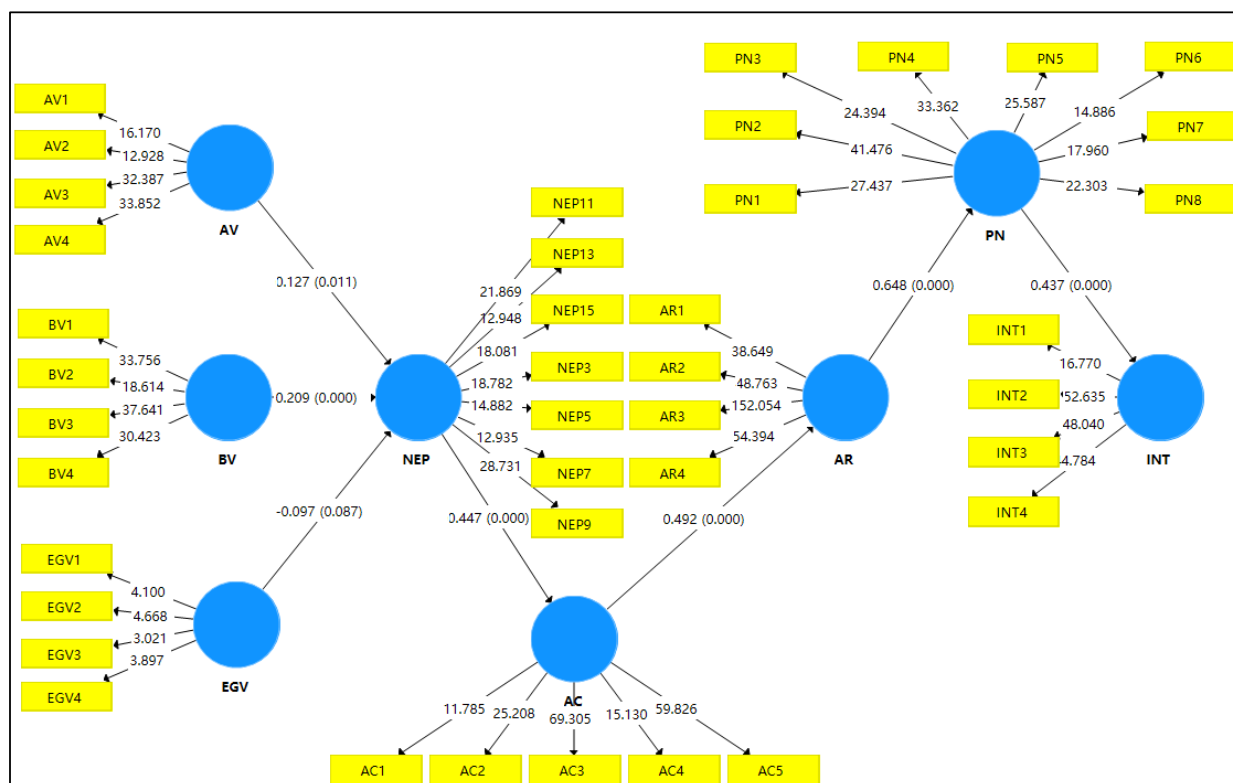 AV1
AV2
AV3
AV4
16.170
12.928
32.387
33.852
AV
0.127 (0.011)
BV1
BV2
BV3
BV4
33.756
18.614
37.641
30.423
BV
0.209 (0.000)
EGV1
EGV2
EGV3
EGV4
4.100
4.668
3.021
3.897
EGV
-0.097 (0.087)
NEP
NEP11
NEP13
NEP15
NEP3
NEP5
NEP7
NEP9
21.869
12.948
18.081
18.782
14.882
12.935
28.731
0.447 (0.000)
AC
11.785
25.208
69.305
15.130
59.826
AC1
AC2
AC3
AC4
AC5
0.492 (0.000)
AR1
AR2
AR3
AR4
38.649
48.763
152.054
54.394
AR
0.648 (0.000)
PN3
PN4
PN5
PN6
PN2
PN7
PN1
PN8
24.394
33.362
25.587
14.886
41.476
17.960
27.437
22.303
PN
0.437 (0.000)
INT1
INT2
INT3
INT4
16.770
52.635
48.040
4.784
INT